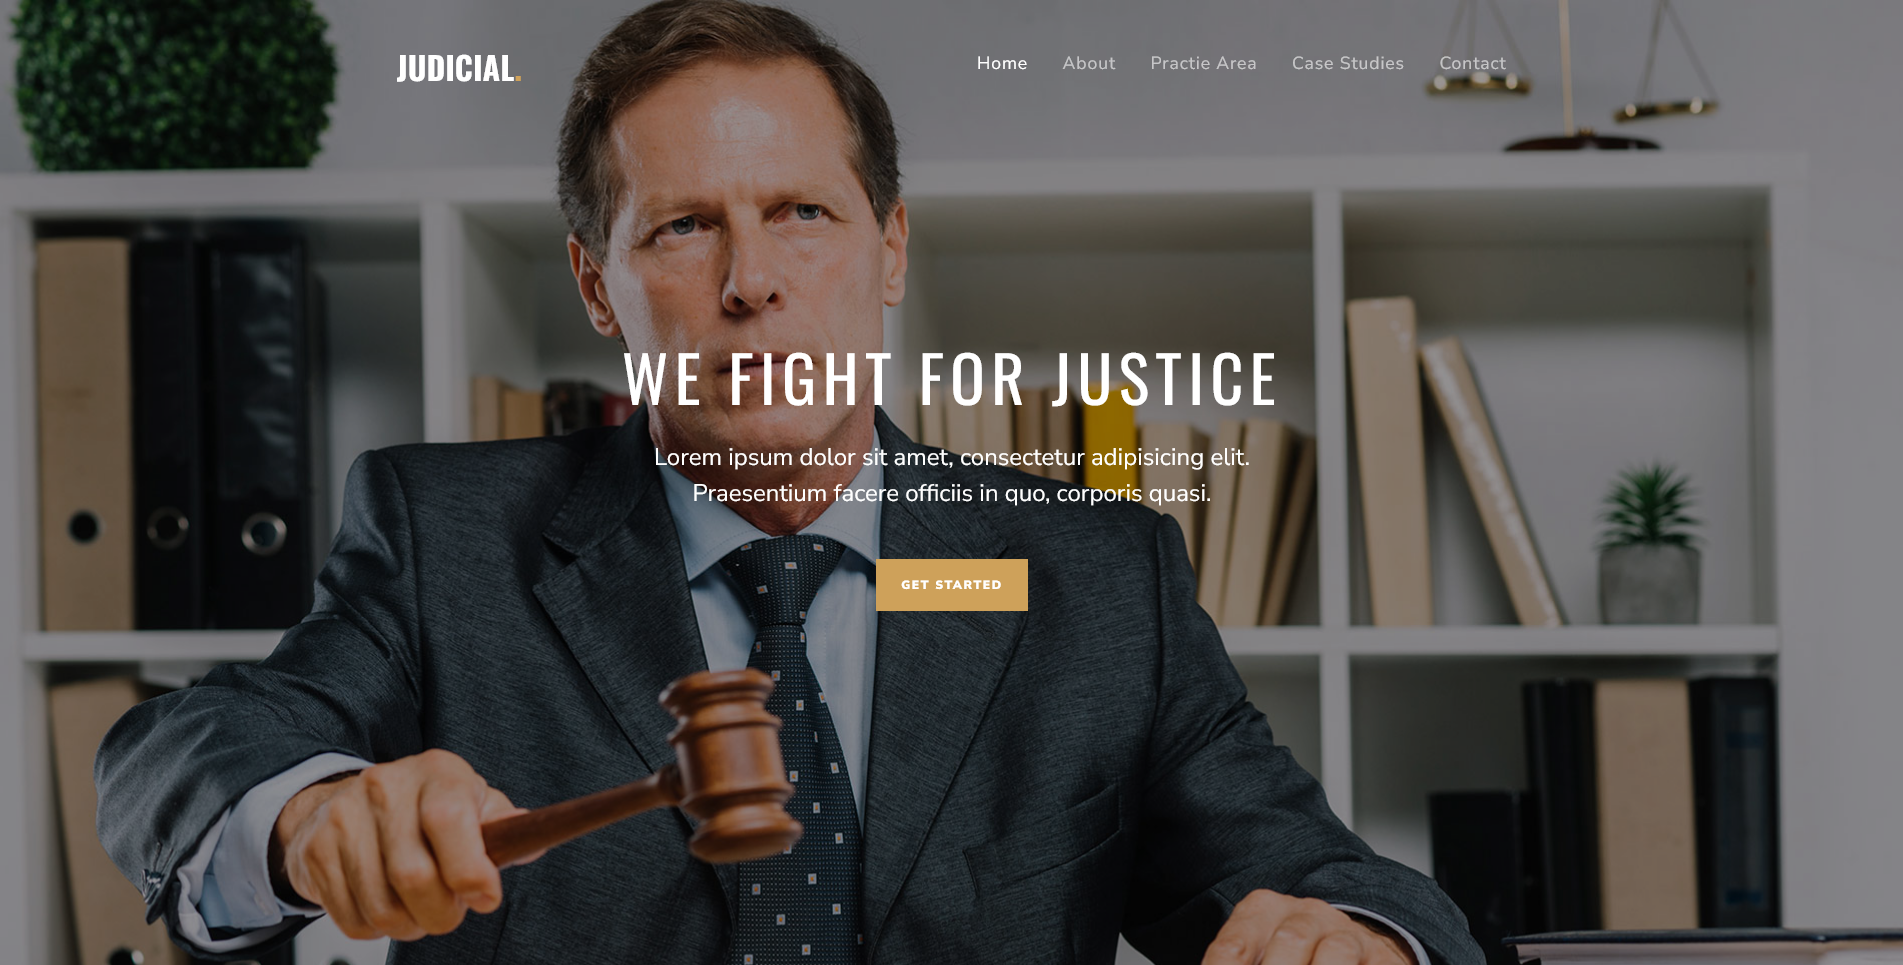 JUDICIAL.
Home About Practie Area Case Studies Contact
WE FIGHT FOR JUSTICE
Lorem ipsum dolor sit amet, consectetur adipisicing elit.
Praesentium facere officiis in quo, corporis quasi.
GET STARTED